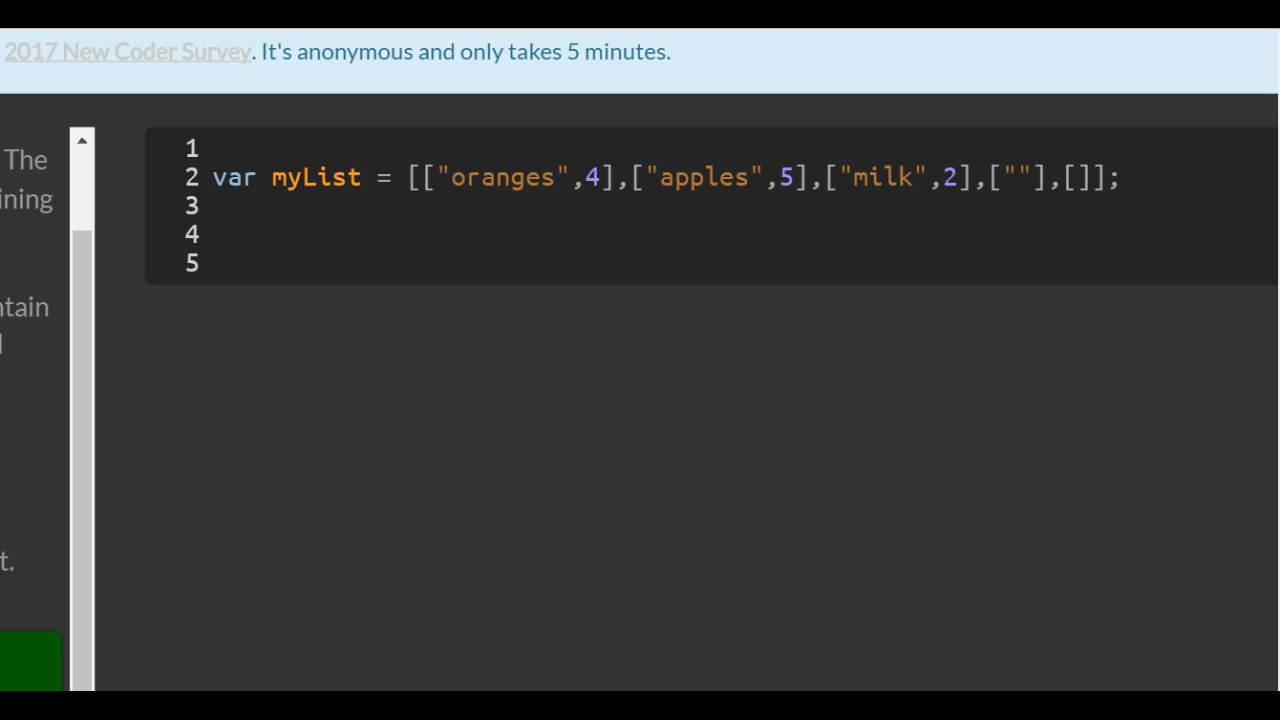 2017 New Coder Survey. It's anonymous and only takes 5 minutes.
The
ining
ntain
t.
1
2 var myList = [["oranges",4],["apples",5],["milk",2],[""],[]];
3
4
5